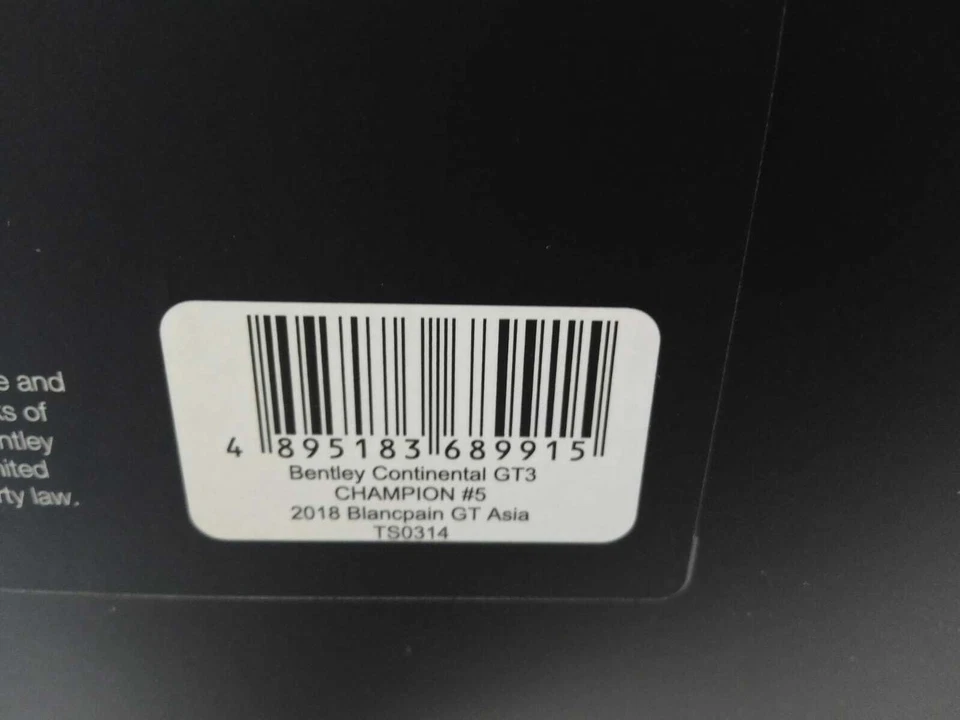 e and
ks of
ntley
nited
rty law.
4 895183 689915
Bentley Continental GT3
CHAMPION #5
2018 Blancpain GT Asia
TS0314